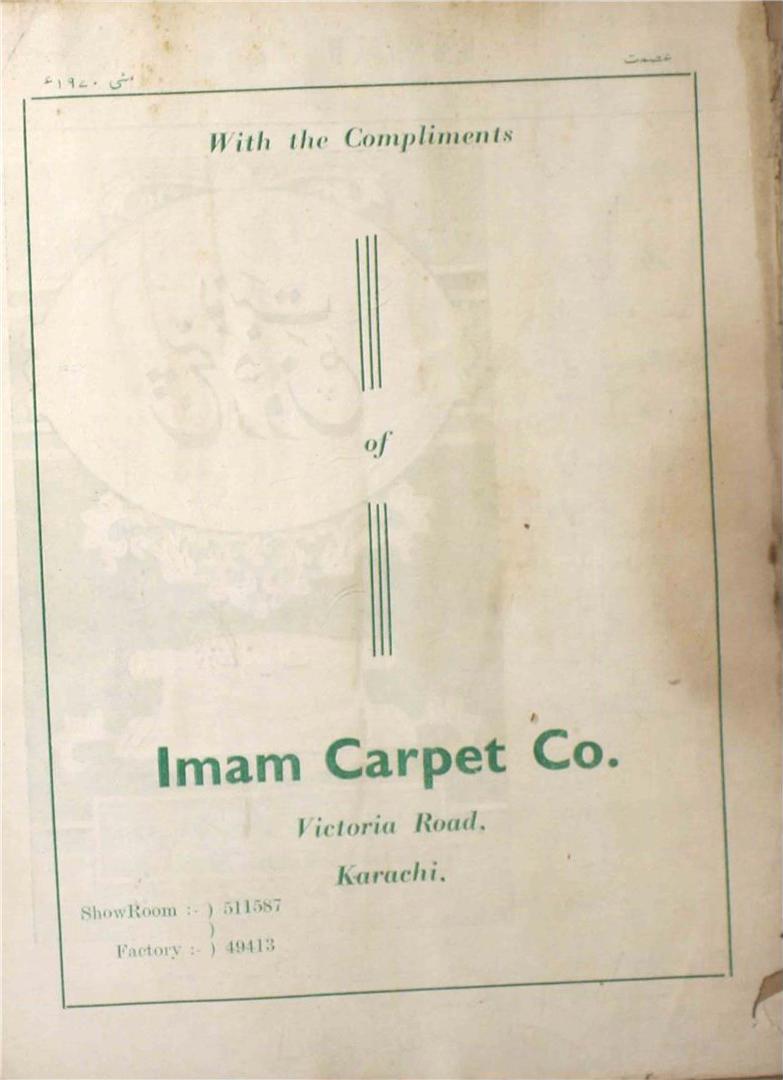 عصمت
مئی ۱۹۷۰ء
With the Compliments
of
Imam Carpet Co.
Victoria Road,
Karachi.
ShowRoom :- ) 511587
)
Factory :- ) 49413